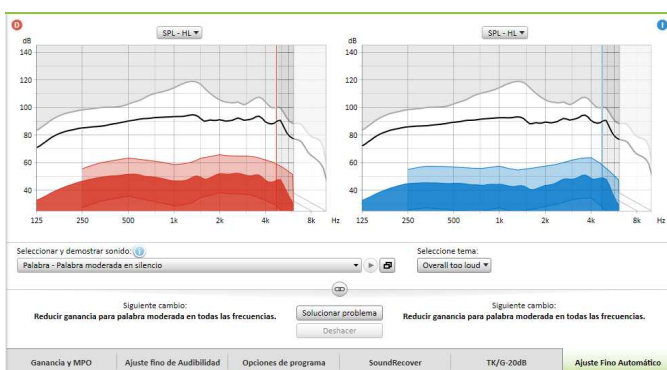 D
I
SPL - HL
SPL - HL
dB
dB
140
120
100
80
60
40
140
120
100
80
60
40
125 250 500 1k 2k 4k 8k Hz
125 250 500 1k 2k 4k 8k Hz
Seleccionar y demostrar sonido: i
Seleccione tema:
Palabra - Palabra moderada en silencio
Overall too loud
Siguiente cambio:
Reducir ganancia para palabra moderada en todas las frecuencias.
Solucionar problema
Deshacer
Siguiente cambio:
Reducir ganancia para palabra moderada en todas las frecuencias.
Ganancia y MPO Ajuste fino de Audibilidad Opciones de programa SoundRecover TK/G-20dB Ajuste Fino Automático